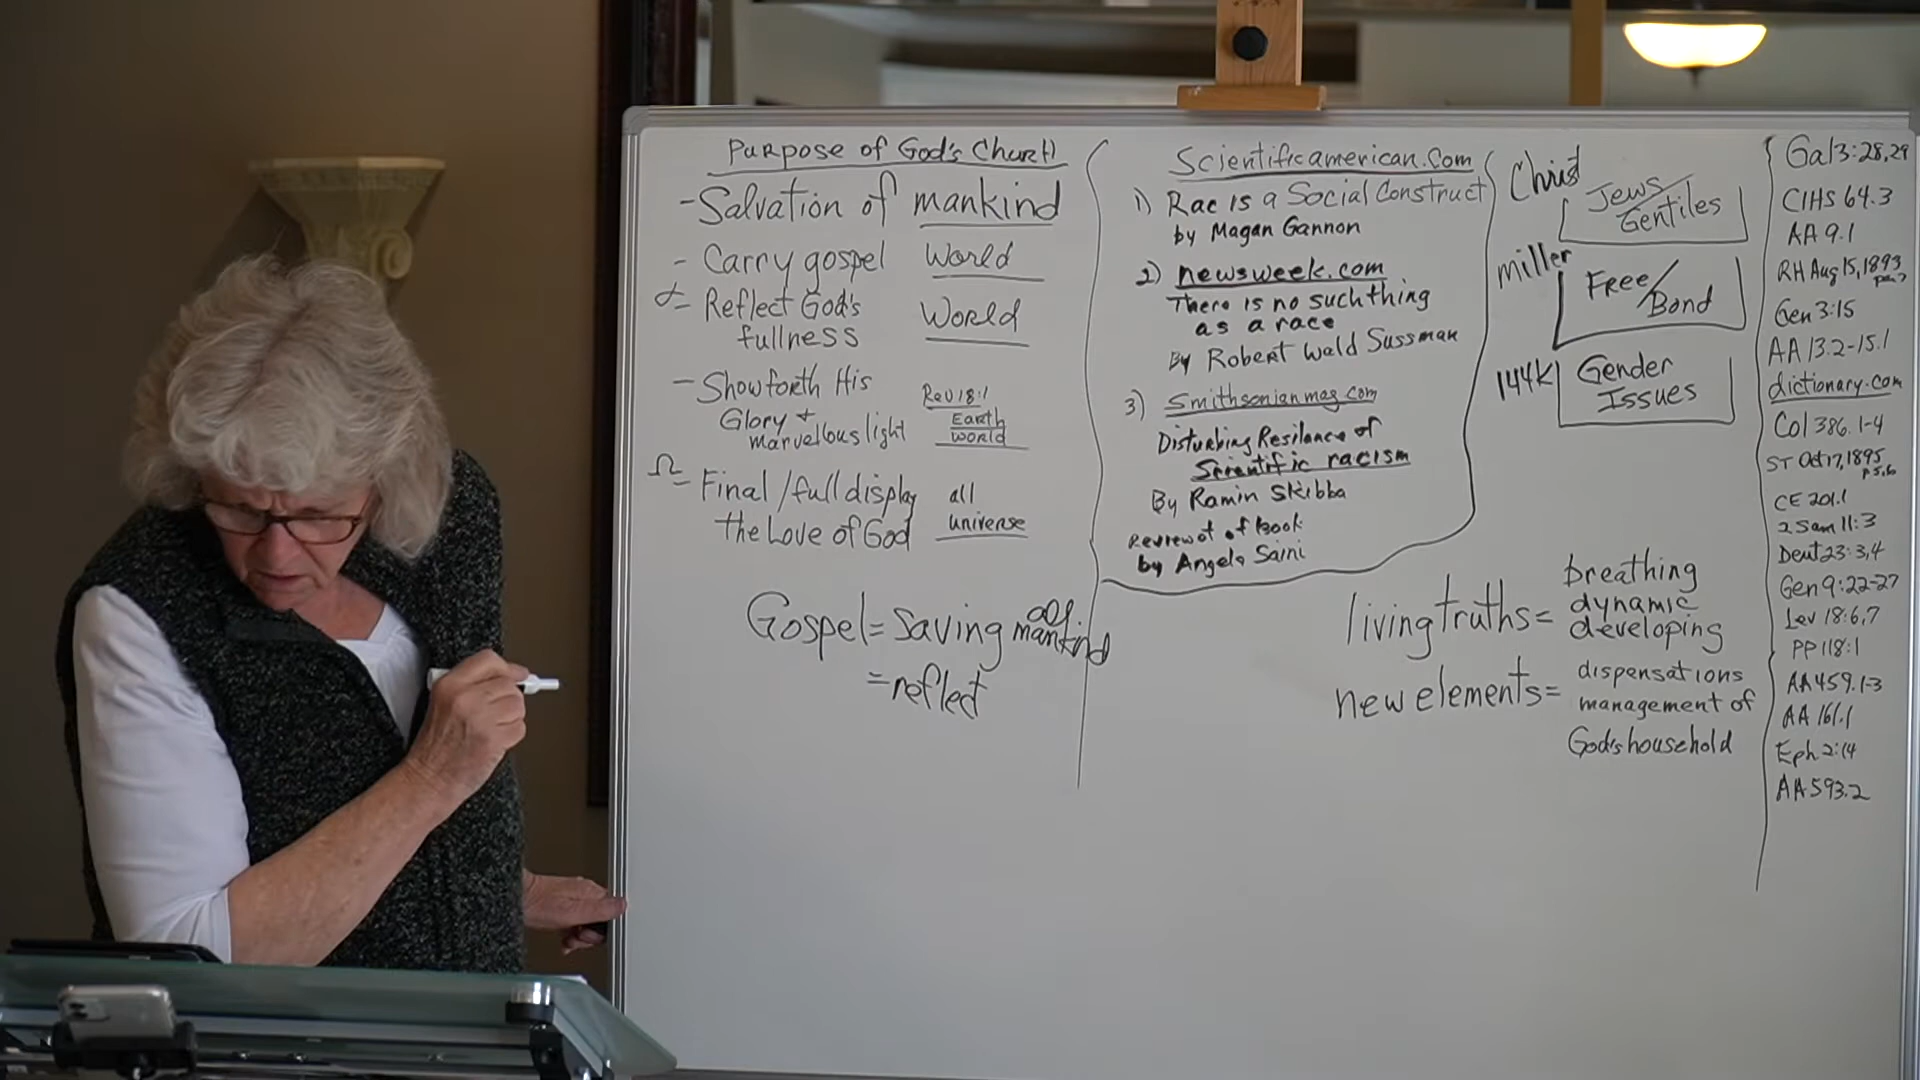 Purpose of God's Church
- Salvation of mankind
- Carry gospel World
α- Reflect God's
fullness World
- Show forth His Rev 18:1
Glory + Earth
marvellous light World
Ω- Final / full display all
the Love of God universe
Gospel = saving all
mankind
= reflect
Scientificamerican.com
1) Rac is a Social Construct
by Magan Gannon
2) newsweek.com
There is no such thing
as a race
By Robert Wald Sussman
3) Smithsonianmag.com
Disturbing Resilance of
Scientific racism
By Ramin Skibba
Reviewot of Book
by Angela Saini
Christ Jews/
Gentiles
miller Free/
Bond
144K Gender
Issues
living truths = breathing
dynamic
developing
new elements = dispensations
management of
God's household
Gal 3:28,29
CIHS 64.3
AA 9.1
RH Aug 15, 1893
Gen 3:15
AA 13.2-15.1
dictionary.com
Col 386.1-4
ST Oct 17, 1895
p 5,6
CE 201.1
2 Sam 11:3
Deut 23:3,4
Gen 9:22-27
Lev 18:6,7
PP 118:1
AA 459.1-3
AA 161.1
Eph 2:14
AA 593.2